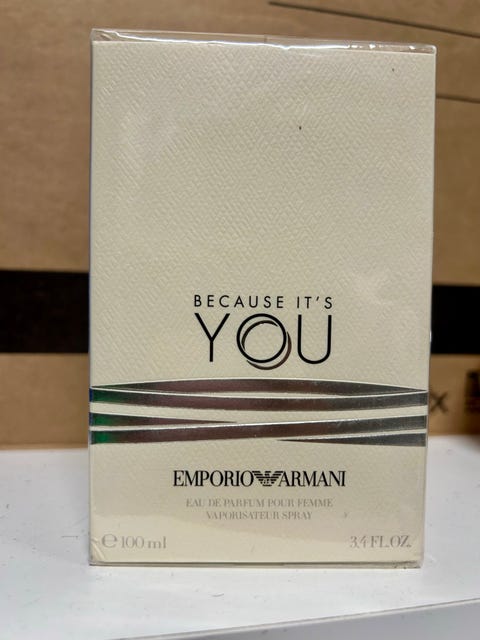 BECAUSE IT'S
YOU
EMPORIO ARMANI
EAU DE PARFUM POUR FEMME
VAPORISATEUR SPRAY
℮ 100 ml 3.4 FL.OZ.